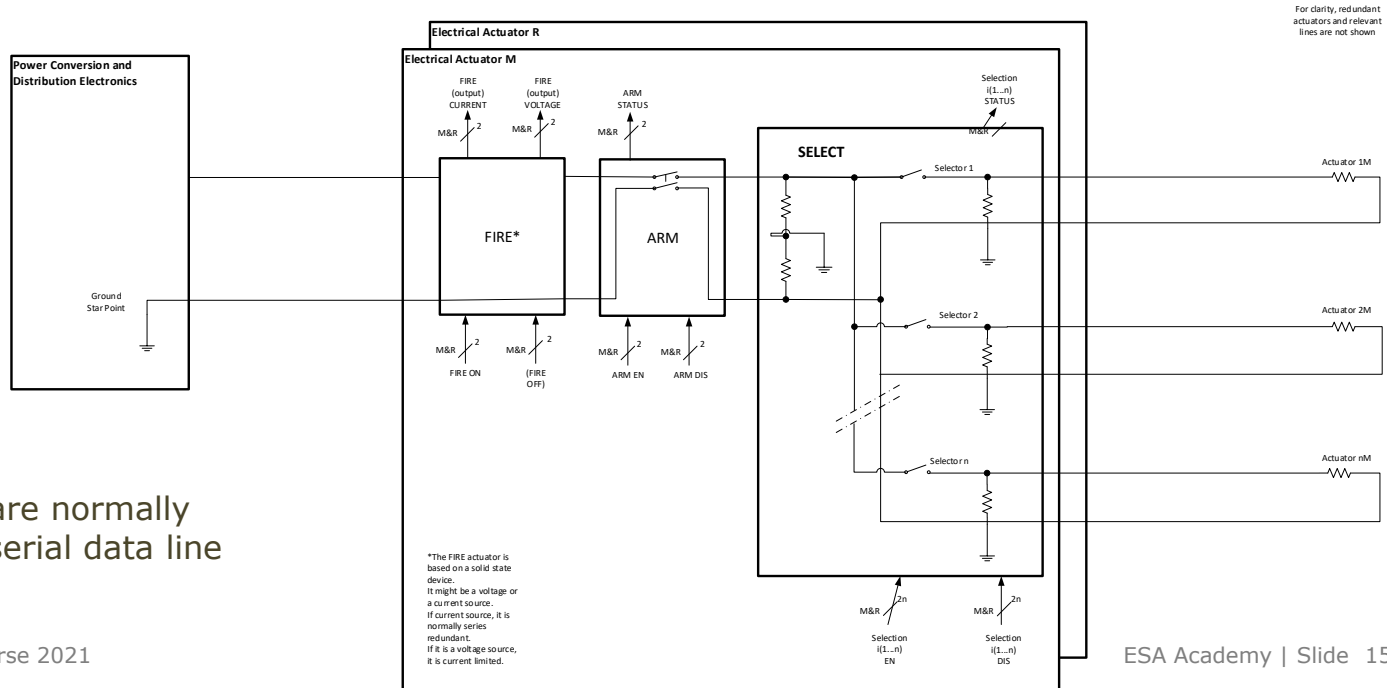 For clarity, redundant
actuators and relevant
lines are not shown
Electrical Actuator R
Electrical Actuator M
Power Conversion and
Distribution Electronics
Ground
Star Point
FIRE
(output)
CURRENT
M&R
2
FIRE
(output)
VOLTAGE
M&R
2
ARM
STATUS
M&R
2
Selection
i(1...n)
STATUS
M&R
FIRE*
ARM
SELECT
Selector 1
Selector 2
Selector n
Actuator 1M
Actuator 2M
Actuator nM
M&R
2
FIRE ON
M&R
2
(FIRE
OFF)
M&R
2
ARM EN
M&R
2
ARM DIS
M&R
2n
Selection
i(1...n)
EN
M&R
2n
Selection
i(1...n)
DIS
*The FIRE actuator is
based on a solid state
device.
It might be a voltage or
a current source.
If current source, it is
normally series
redundant.
If it is a voltage source,
it is current limited.
are normally
serial data line
rse 2021
ESA Academy | Slide 15